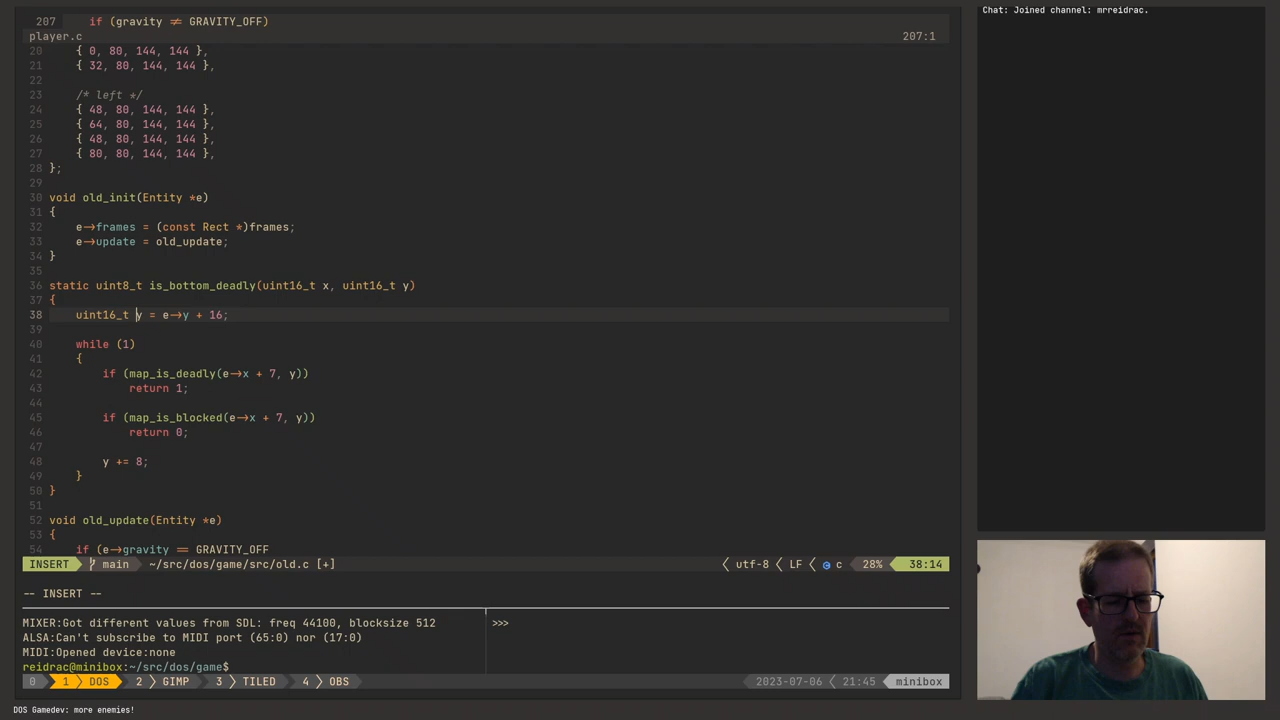 Chat: Joined channel: mrreidrac.
207 if (gravity ≠ GRAVITY_OFF)
player.c 207:1
20 { 0, 80, 144, 144 },
21 { 32, 80, 144, 144 },
22
23 /* left */
24 { 48, 80, 144, 144 },
25 { 64, 80, 144, 144 },
26 { 48, 80, 144, 144 },
27 { 80, 80, 144, 144 },
28 };
29
30 void old_init(Entity *e)
31 {
32 e→frames = (const Rect *)frames;
33 e→update = old_update;
34 }
35
36 static uint8_t is_bottom_deadly(uint16_t x, uint16_t y)
37 {
38 uint16_t y = e→y + 16;
39
40 while (1)
41 {
42 if (map_is_deadly(e→x + 7, y))
43 return 1;
44
45 if (map_is_blocked(e→x + 7, y))
46 return 0;
47
48 y += 8;
49 }
50 }
51
52 void old_update(Entity *e)
53 {
54 if (e→gravity == GRAVITY_OFF
INSERT main ~/src/dos/game/src/old.c [+] utf-8 LF c 28% 38:14
-- INSERT --
MIXER:Got different values from SDL: freq 44100, blocksize 512
ALSA:Can't subscribe to MIDI port (65:0) nor (17:0)
MIDI:Opened device:none
reidrac@minibox:~/src/dos/game$
>>>
0 1 DOS 2 GIMP 3 TILED 4 OBS 2023-07-06 21:45 minibox
DOS Gamedev: more enemies!